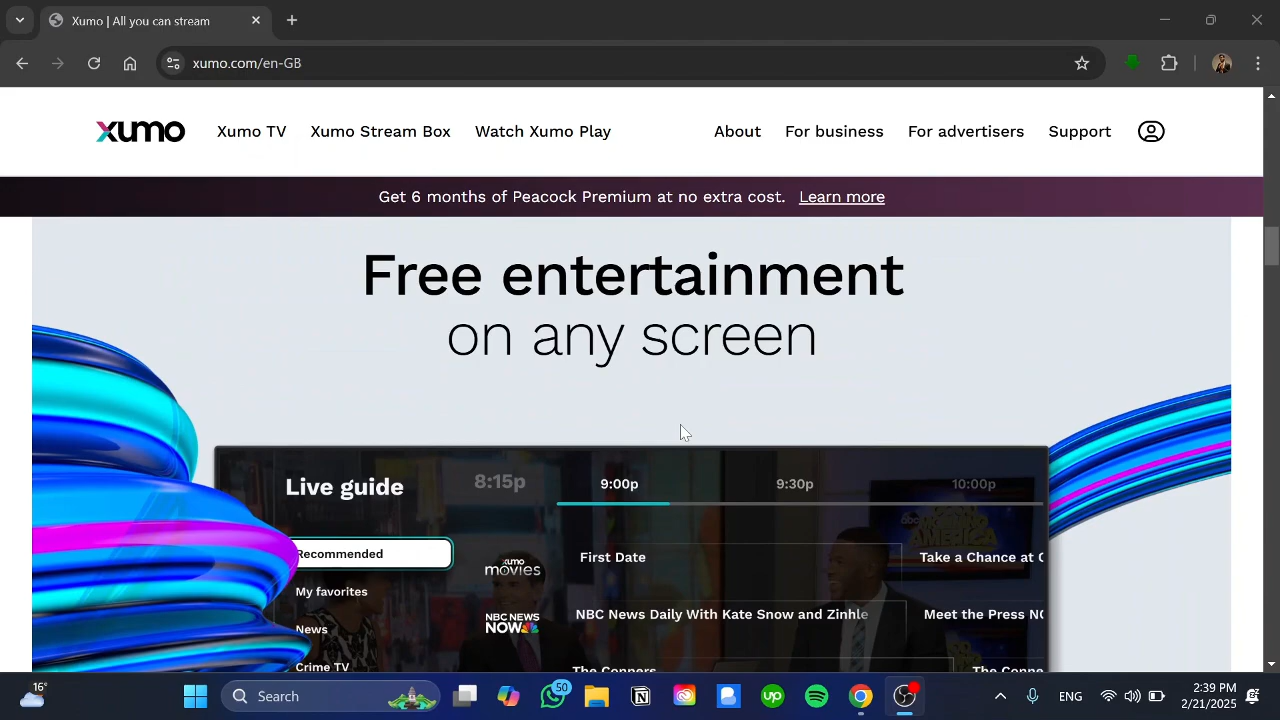 Xumo | All you can stream
xumo.com/en-GB
xumo
Xumo TV
Xumo Stream Box
Watch Xumo Play
About
For business
For advertisers
Support
Get 6 months of Peacock Premium at no extra cost. Learn more
Free entertainment
on any screen
Live guide
8:15p
9:00p
9:30p
10:00p
Recommended
xumo
movies
First Date
Take a Chance at
My favorites
NBC NEWS
NOW
NBC News Daily With Kate Snow and Zinhle
Meet the Press
News
Crime TV
The Conners
The
16°
Search
50
up
ENG
2:39 PM
2/21/2025